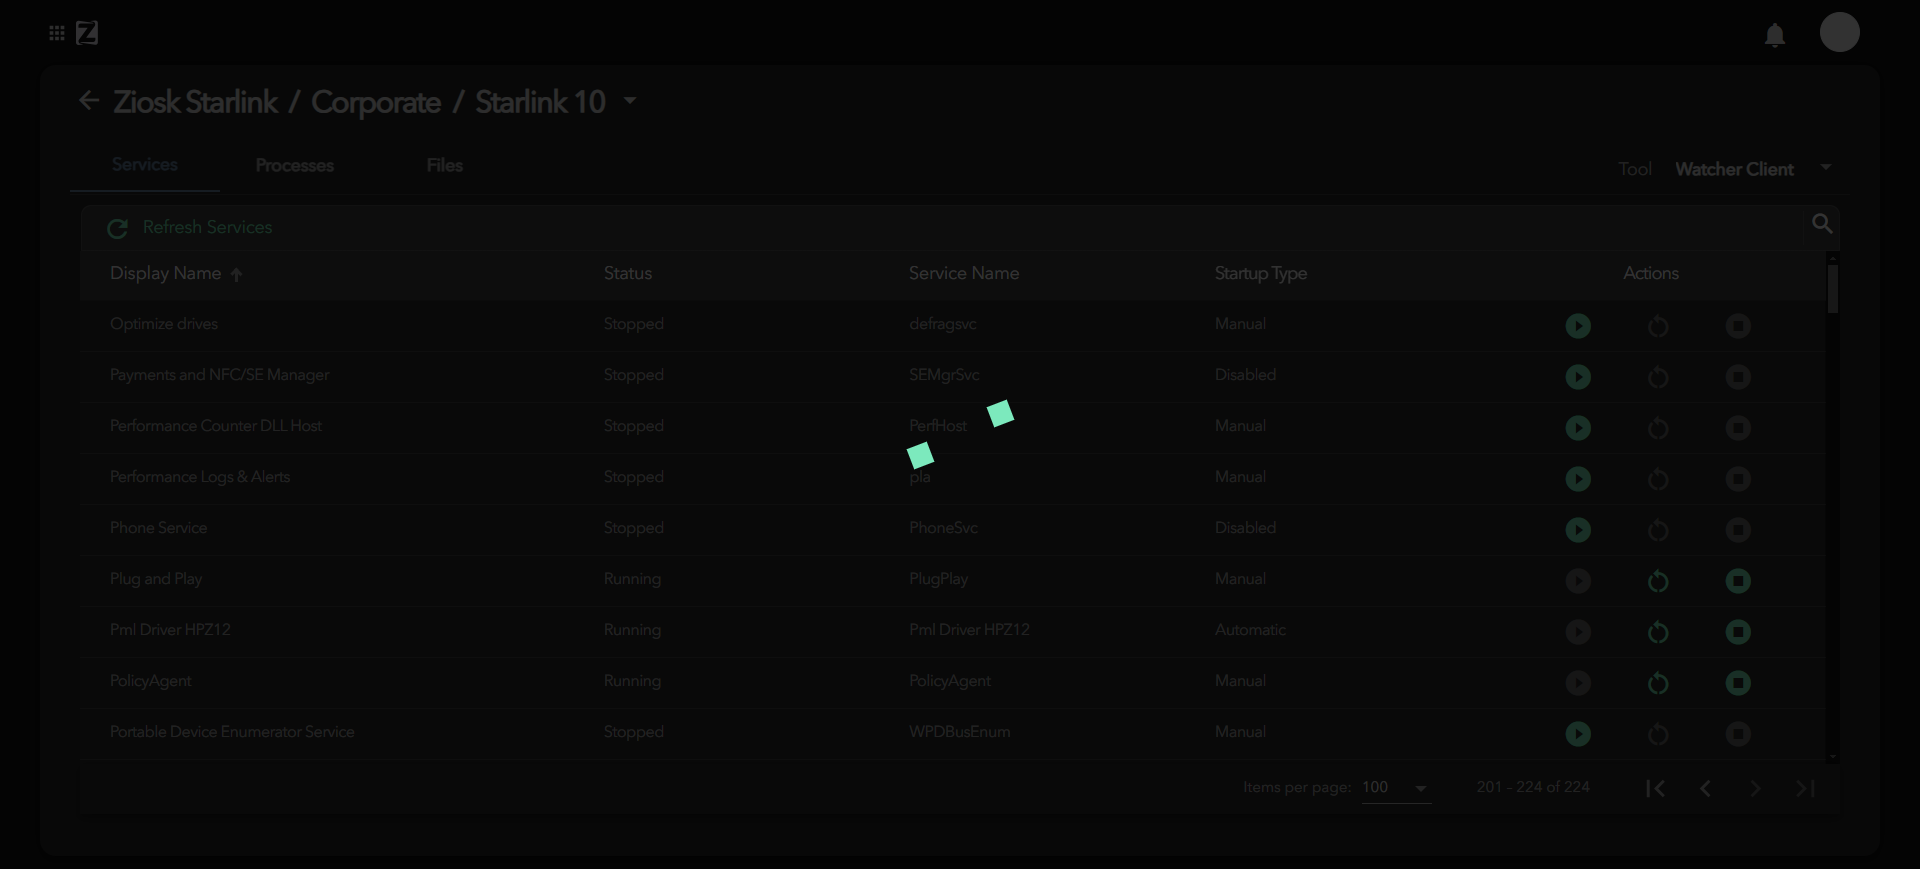 Z
Ziosk Starlink / Corporate / Starlink 10
Services Processes Files Tool Watcher Client
Refresh Services
Display Name Status Service Name Startup Type Actions
Optimize drives Stopped defragsvc Manual
Payments and NFC/SE Manager Stopped SEMgrSvc Disabled
Performance Counter DLL Host Stopped PerfHost Manual
Performance Logs & Alerts Stopped pla Manual
Phone Service Stopped PhoneSvc Disabled
Plug and Play Running PlugPlay Manual
Pml Driver HPZ12 Running Pml Driver HPZ12 Automatic
PolicyAgent Running PolicyAgent Manual
Portable Device Enumerator Service Stopped WPDBusEnum Manual
Items per page: 100 201 - 224 of 224